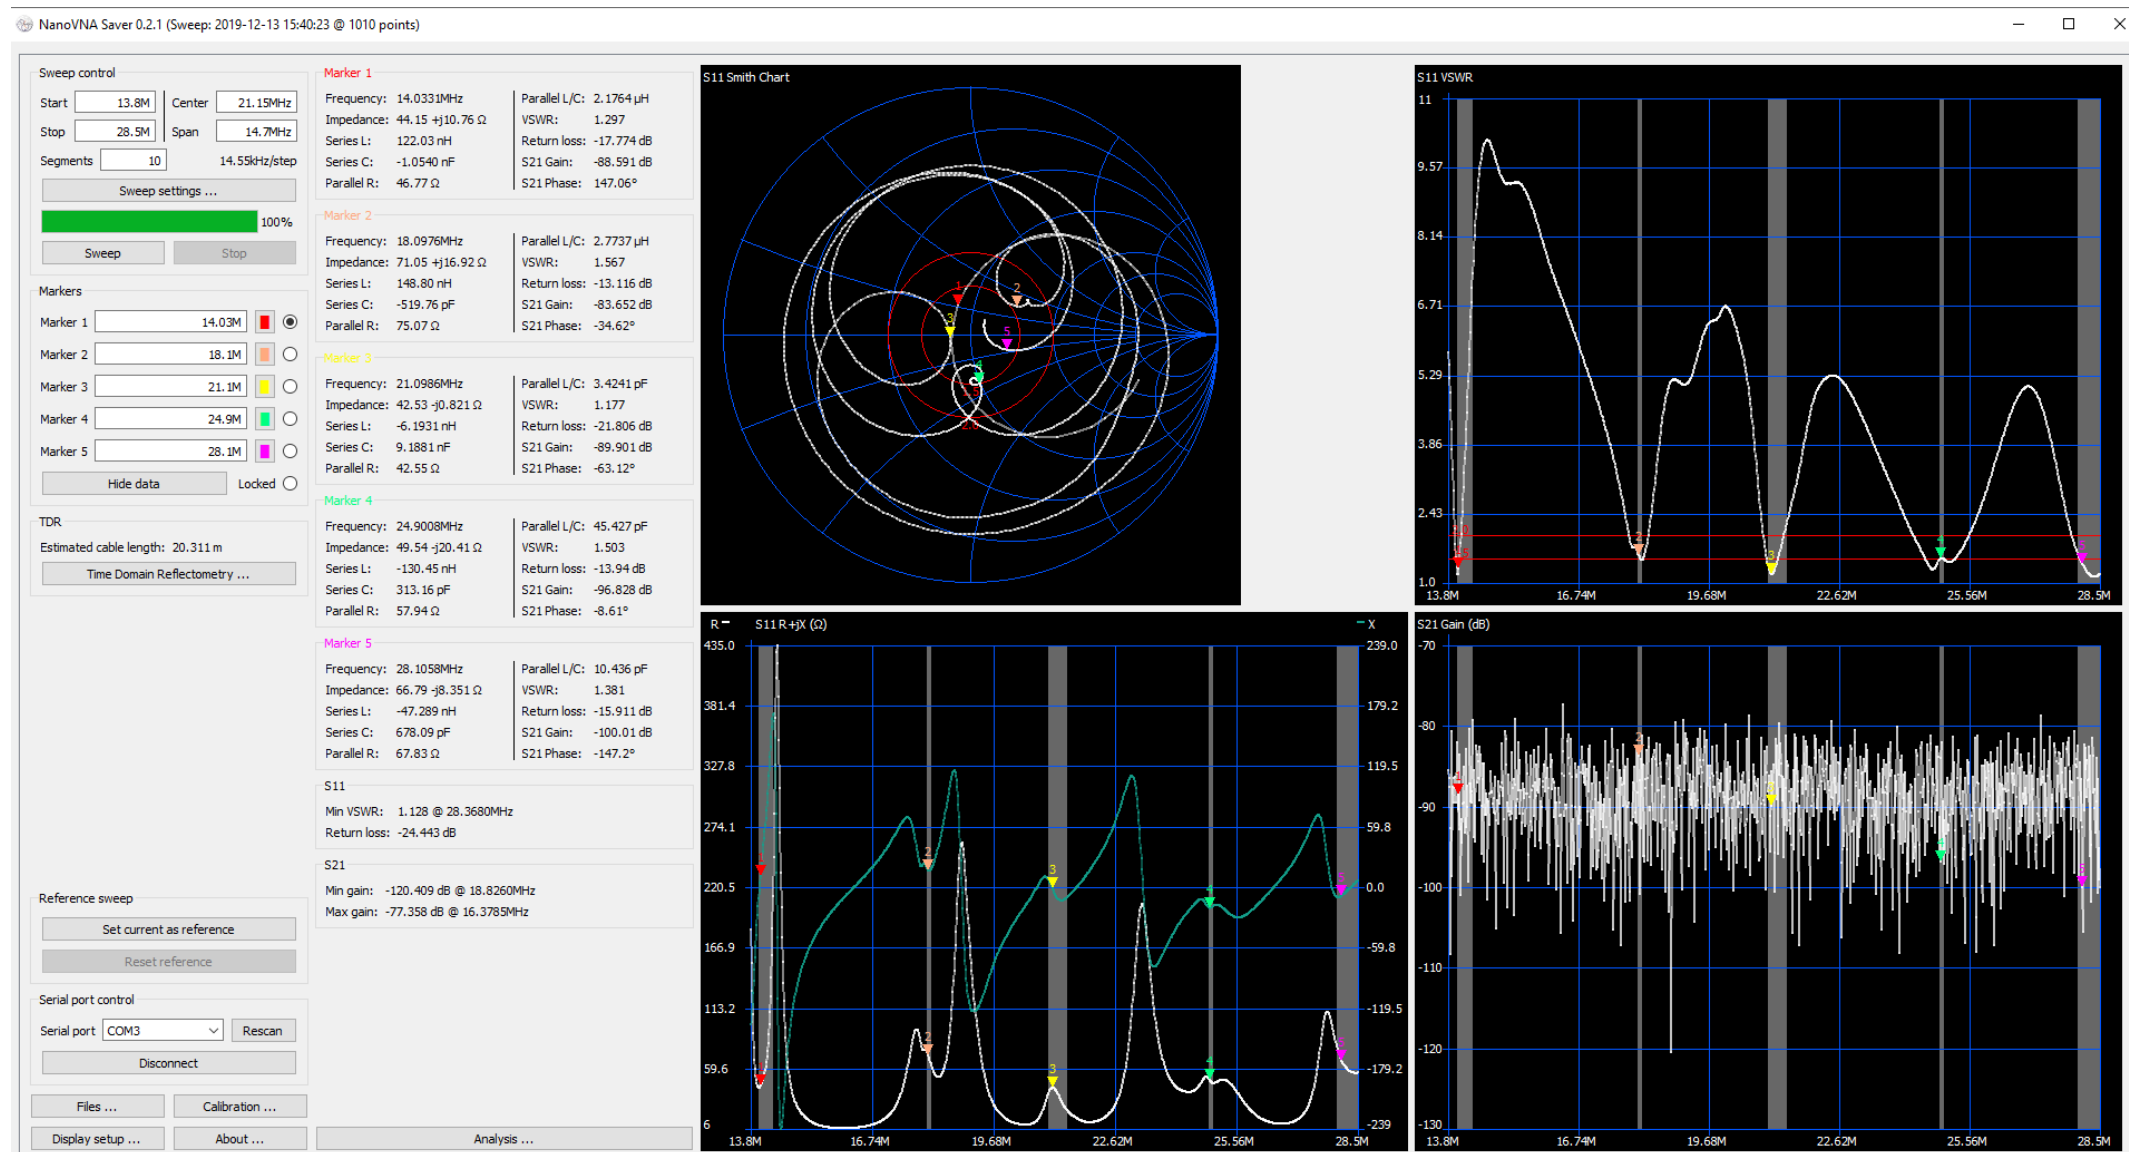 NanoVNA Saver 0.2.1 (Sweep: 2019-12-13 15:40:23 @ 1010 points)
Sweep control
Start 13.8M Center 21.15MHz
Stop 28.5M Span 14.7MHz
Segments 10 14.55kHz/step
Sweep settings ...
100%
Sweep Stop
Markers
Marker 1 14.03M
Marker 2 18.1M
Marker 3 21.1M
Marker 4 24.9M
Marker 5 28.1M
Hide data Locked
TDR
Estimated cable length: 20.311 m
Time Domain Reflectometry ...
Reference sweep
Set current as reference
Reset reference
Serial port control
Serial port COM3 Rescan
Disconnect
Files ... Calibration ...
Display setup ... About ...
Marker 1
Frequency: 14.0331MHz Parallel L/C: 2.1764 µH
Impedance: 44.15 +j10.76 Ω VSWR: 1.297
Series L: 122.03 nH Return loss: -17.774 dB
Series C: -1.0540 nF S21 Gain: -88.591 dB
Parallel R: 46.77 Ω S21 Phase: 147.06°
Marker 2
Frequency: 18.0976MHz Parallel L/C: 2.7737 µH
Impedance: 71.05 +j16.92 Ω VSWR: 1.567
Series L: 148.80 nH Return loss: -13.116 dB
Series C: -519.76 pF S21 Gain: -83.652 dB
Parallel R: 75.07 Ω S21 Phase: -34.62°
Marker 3
Frequency: 21.0986MHz Parallel L/C: 3.4241 pF
Impedance: 42.53 -j0.821 Ω VSWR: 1.177
Series L: -6.1931 nH Return loss: -21.806 dB
Series C: 9.1881 nF S21 Gain: -89.901 dB
Parallel R: 42.55 Ω S21 Phase: -63.12°
Marker 4
Frequency: 24.9008MHz Parallel L/C: 45.427 pF
Impedance: 49.54 -j20.41 Ω VSWR: 1.503
Series L: -130.45 nH Return loss: -13.94 dB
Series C: 313.16 pF S21 Gain: -96.828 dB
Parallel R: 57.94 Ω S21 Phase: -8.61°
Marker 5
Frequency: 28.1058MHz Parallel L/C: 10.436 pF
Impedance: 66.79 -j8.351 Ω VSWR: 1.381
Series L: -47.289 nH Return loss: -15.911 dB
Series C: 678.09 pF S21 Gain: -100.01 dB
Parallel R: 67.83 Ω S21 Phase: -147.2°
S11
Min VSWR: 1.128 @ 28.3680MHz
Return loss: -24.443 dB
S21
Min gain: -120.409 dB @ 18.8260MHz
Max gain: -77.358 dB @ 16.3785MHz
Analysis ...
S11 Smith Chart
1
2
3
5
4
1.5
2.0
S11 VSWR
11
9.57
8.14
6.71
5.29
3.86
2.43
1.0
2
3
4
13.8M 16.74M 19.68M 22.62M 25.56M 28.5M
R S11 R+jX (Ω) X
435.0 239.0
381.4 179.2
327.8 119.5
274.1 59.8
220.5 0.0
166.9 -59.8
113.2 -119.5
59.6 -179.2
6 -239
2
3
4
2
3
4
13.8M 16.74M 19.68M 22.62M 25.56M 28.5M
S21 Gain (dB)
-70
-80
-90
-100
-110
-120
-130
1
2
4
5
13.8M 16.74M 19.68M 22.62M 25.56M 28.5M